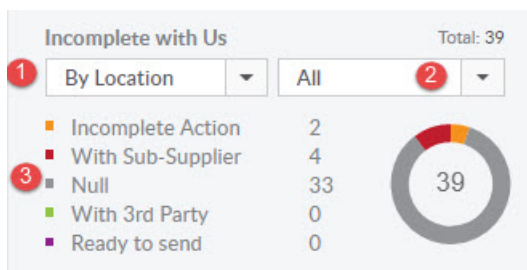 Incomplete with Us Total: 39
1 By Location All 2
Incomplete Action 2
With Sub-Supplier 4
3 Null 33
With 3rd Party 0
Ready to send 0
39